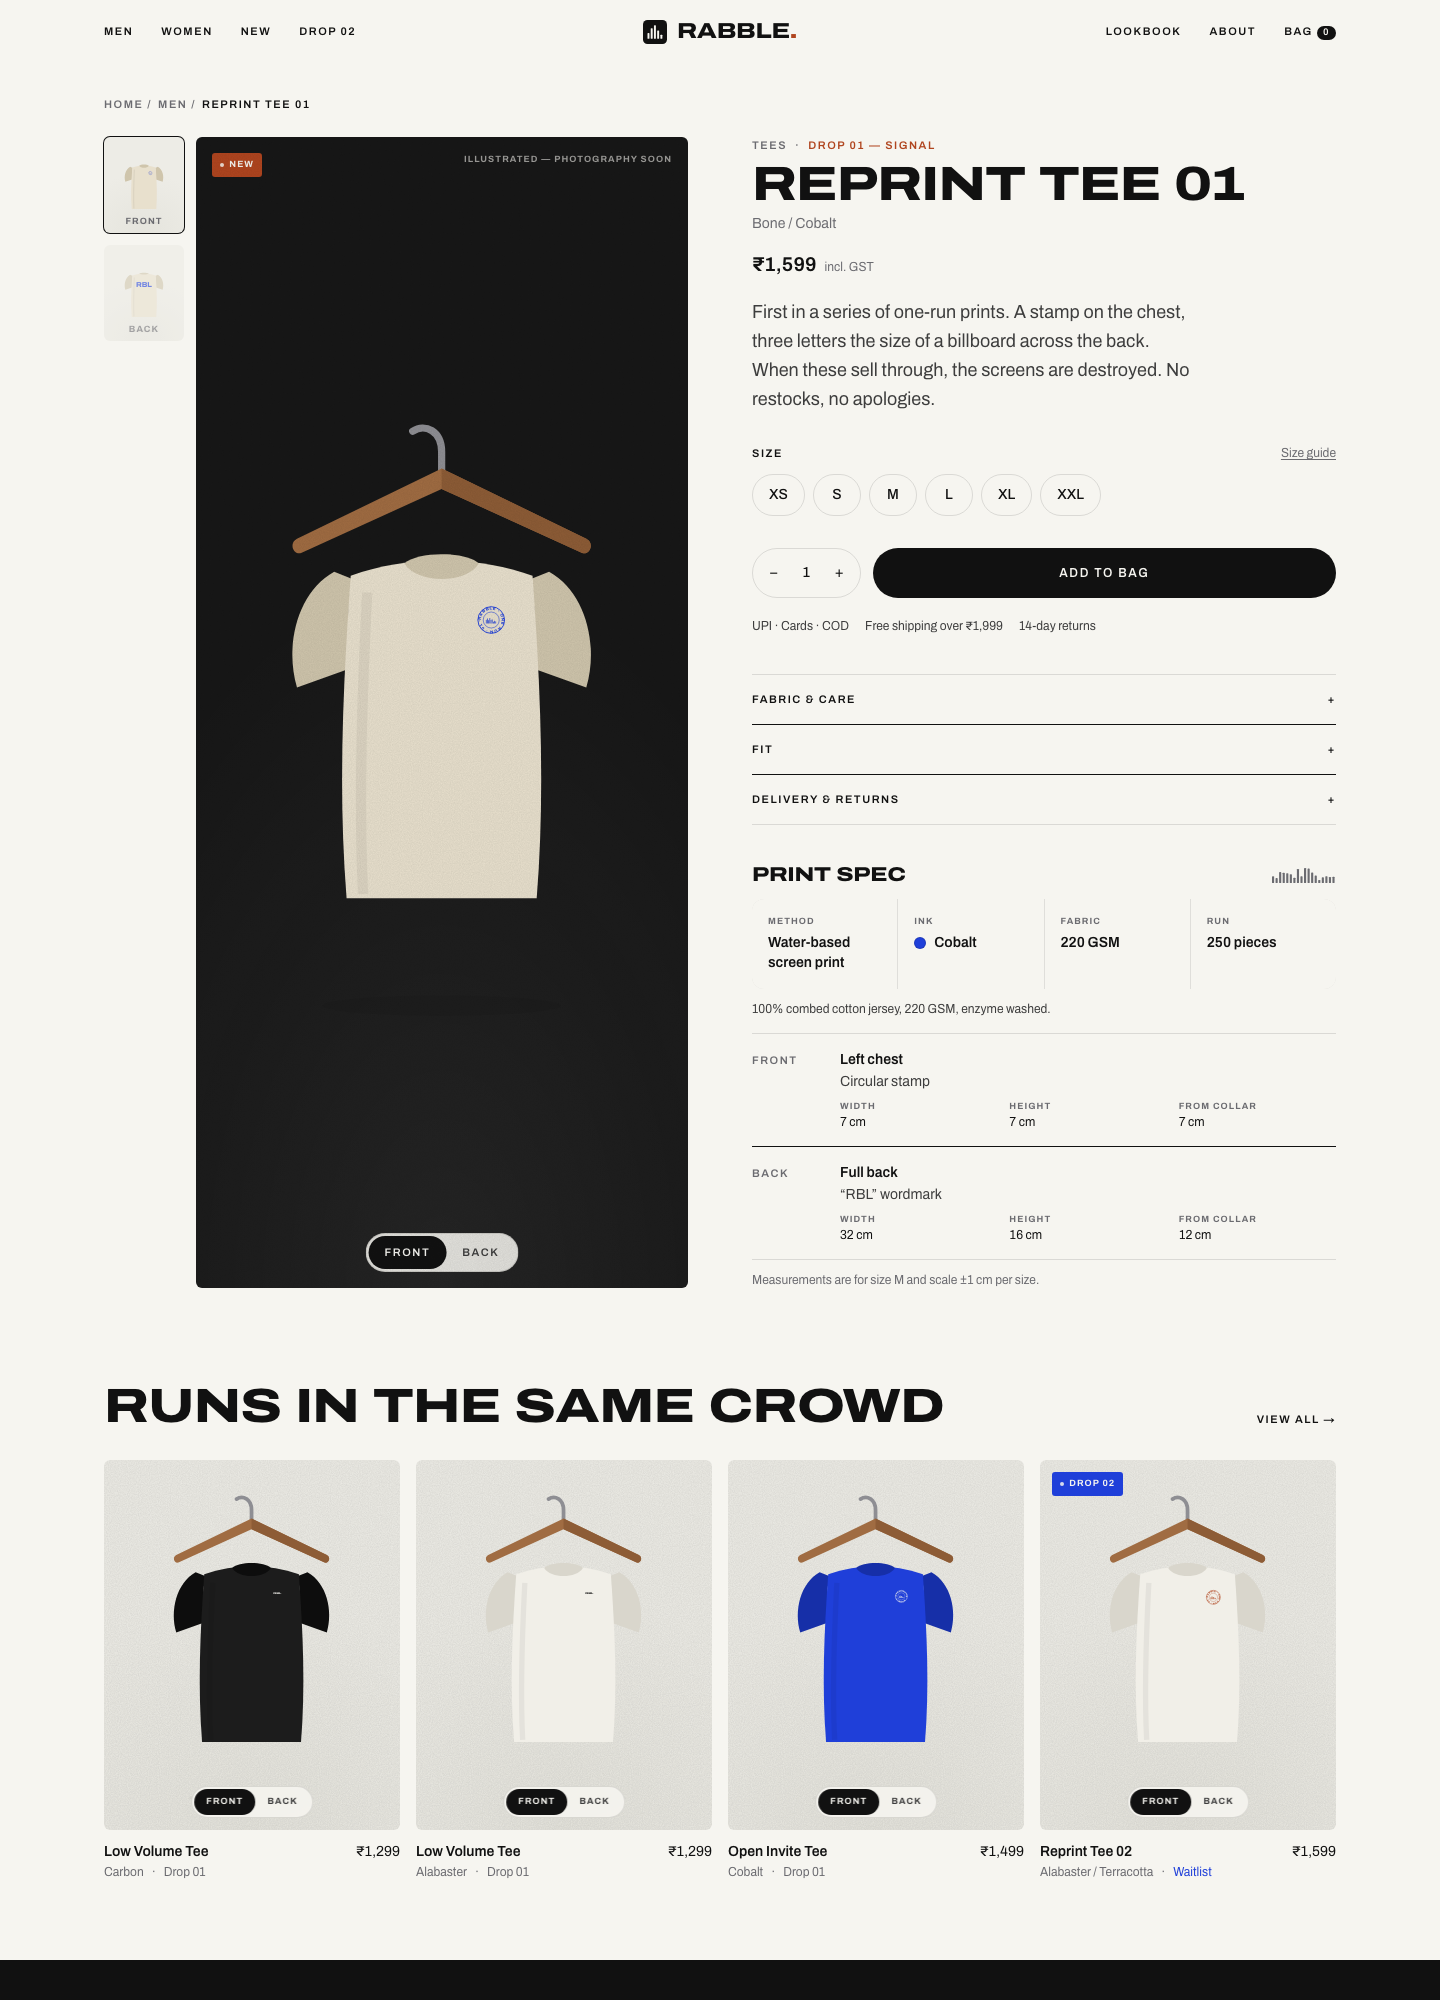 MEN WOMEN NEW DROP 02
RABBLE.
LOOKBOOK ABOUT BAG 0
HOME / MEN / REPRINT TEE 01
FRONT
RBL
BACK
NEW
ILLUSTRATED — PHOTOGRAPHY SOON
FRONT BACK
TEES · DROP 01 — SIGNAL
REPRINT TEE 01
Bone / Cobalt
₹1,599 incl. GST
First in a series of one-run prints. A stamp on the chest,
three letters the size of a billboard across the back.
When these sell through, the screens are destroyed. No
restocks, no apologies.
SIZE Size guide
XS S M L XL XXL
− 1 + ADD TO BAG
UPI · Cards · COD Free shipping over ₹1,999 14-day returns
FABRIC & CARE +
FIT +
DELIVERY & RETURNS +
PRINT SPEC
METHOD INK FABRIC RUN
Water-based Cobalt 220 GSM 250 pieces
screen print
100% combed cotton jersey, 220 GSM, enzyme washed.
FRONT Left chest
Circular stamp
WIDTH HEIGHT FROM COLLAR
7 cm 7 cm 7 cm
BACK Full back
“RBL” wordmark
WIDTH HEIGHT FROM COLLAR
32 cm 16 cm 12 cm
Measurements are for size M and scale ±1 cm per size.
RUNS IN THE SAME CROWD
VIEW ALL →
DROP 02
FRONT BACK FRONT BACK FRONT BACK FRONT BACK
Low Volume Tee ₹1,299 Low Volume Tee ₹1,299 Open Invite Tee ₹1,499 Reprint Tee 02 ₹1,599
Carbon · Drop 01 Alabaster · Drop 01 Cobalt · Drop 01 Alabaster / Terracotta · Waitlist